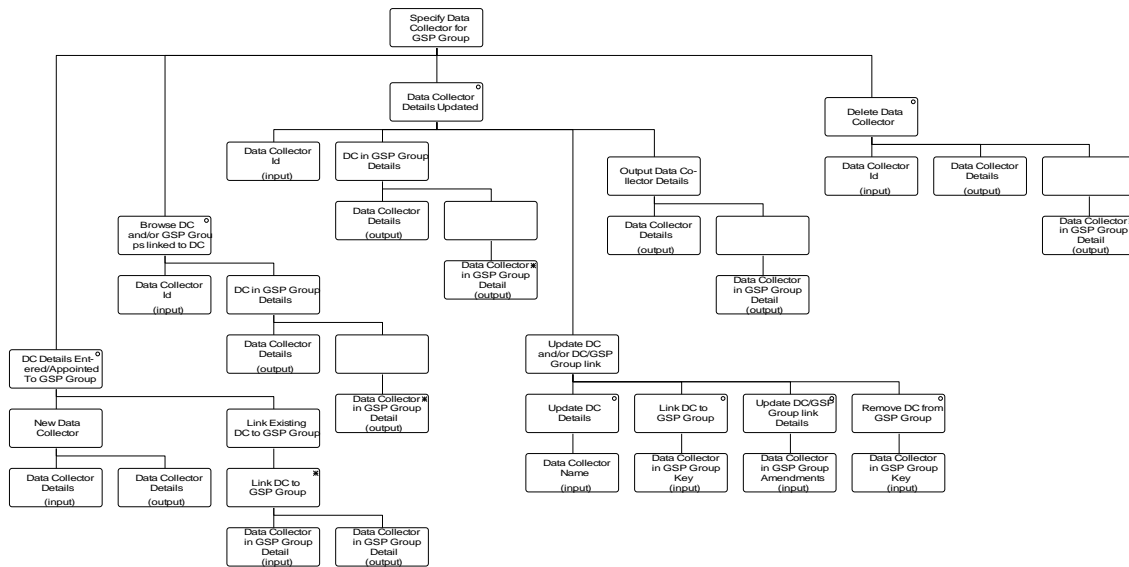 Specify Data
Collector for
GSP Group
Data Collector
Details Updated
Delete Data
Collector
Data Collector
Id
(input)
DC in GSP Group
Details
Output Data Co-
llector Details
Data Collector
Id
(input)
Data Collector
Details
(output)
Browse DC
and/or GSP Grou
ps linked to DC
Data Collector
Details
(output)
Data Collector
Details
(output)
Data Collector
in GSP Group
Detail
(output)
Data Collector
Id
(input)
DC in GSP Group
Details
Data Collector
in GSP Group
Detail
(output)
Data Collector
in GSP Group
Detail
(output)
DC Details Ent-
ered/Appointed
To GSP Group
Data Collector
Details
(output)
Update DC
and/or DC/GSP
Group link
New Data
Collector
Link Existing
DC to GSP Group
Data Collector
in GSP Group
Detail
(output)
Update DC
Details
Link DC to
GSP Group
Update DC/GSP
Group link
Details
Remove DC from
GSP Group
Data Collector
Details
(input)
Data Collector
Details
(output)
Link DC to
GSP Group
Data Collector
Name
(input)
Data Collector
in GSP Group
Key
(input)
Data Collector
in GSP Group
Amendments
(input)
Data Collector
in GSP Group
Key
(input)
Data Collector
in GSP Group
Detail
(input)
Data Collector
in GSP Group
Detail
(output)